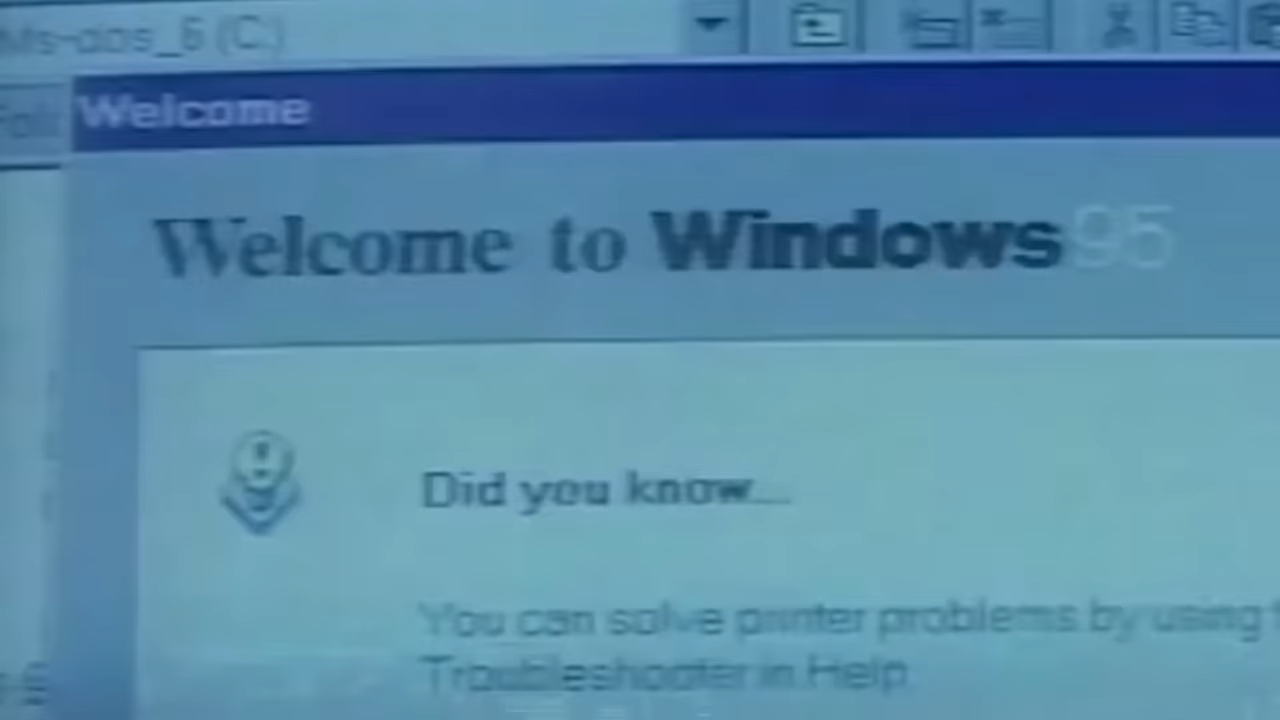 Ms-dos_6 (C:)
Welcome
Welcome to Windows 95
Did you know...
You can solve printer problems by using
Troubleshooter in Help.